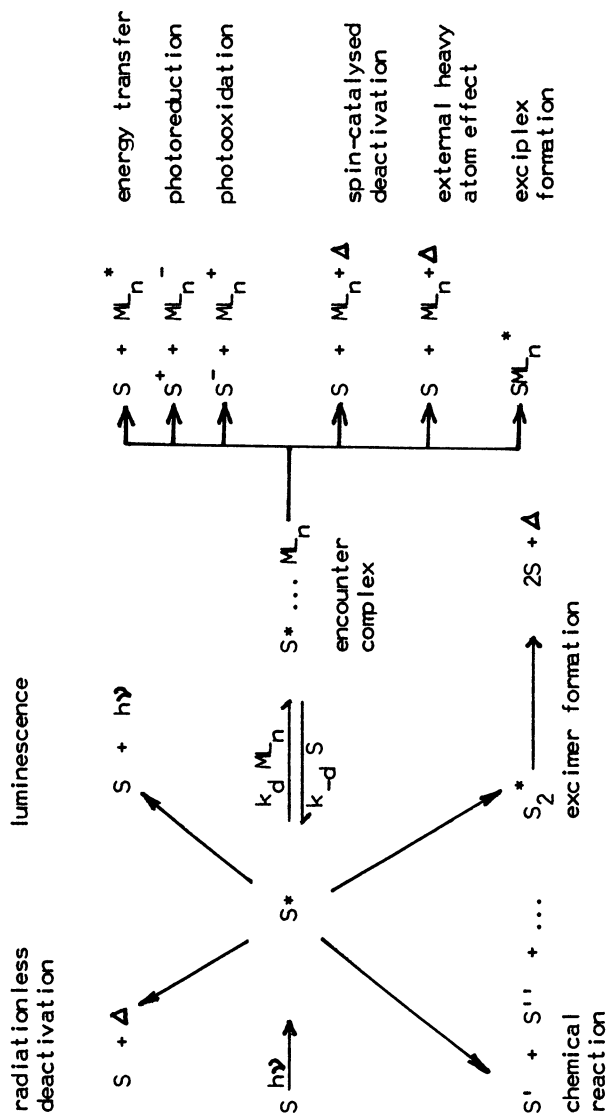 radiationless
deactivation
luminescence
S + Δ
S + hν
S hν S* k_d ML_n k_-d S S* ... ML_n
encounter
complex
S' + S'' + ...
chemical
reaction
S_2^*
excimer formation
2S + Δ
S + ML_n^* energy transfer
S^+ + ML_n^- photoreduction
S^- + ML_n^+ photooxidation
S + ML_n + Δ spin-catalysed
deactivation
S + ML_n + Δ external heavy
atom effect
SML_n^* exciplex
formation